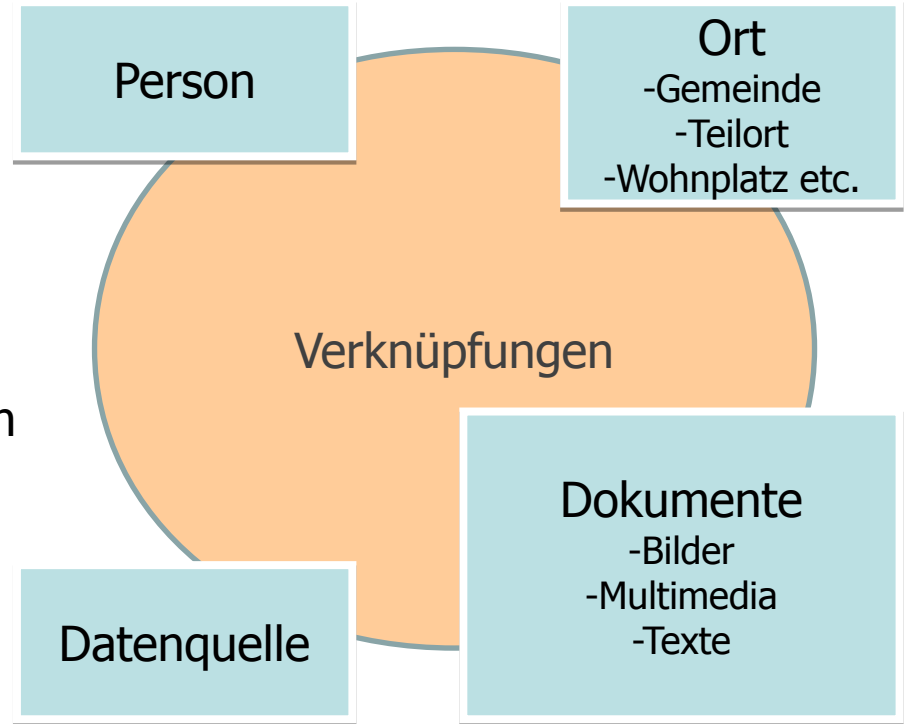 Person
Ort
-Gemeinde
-Teilort
-Wohnplatz etc.
Verknüpfungen
Dokumente
-Bilder
-Multimedia
-Texte
Datenquelle